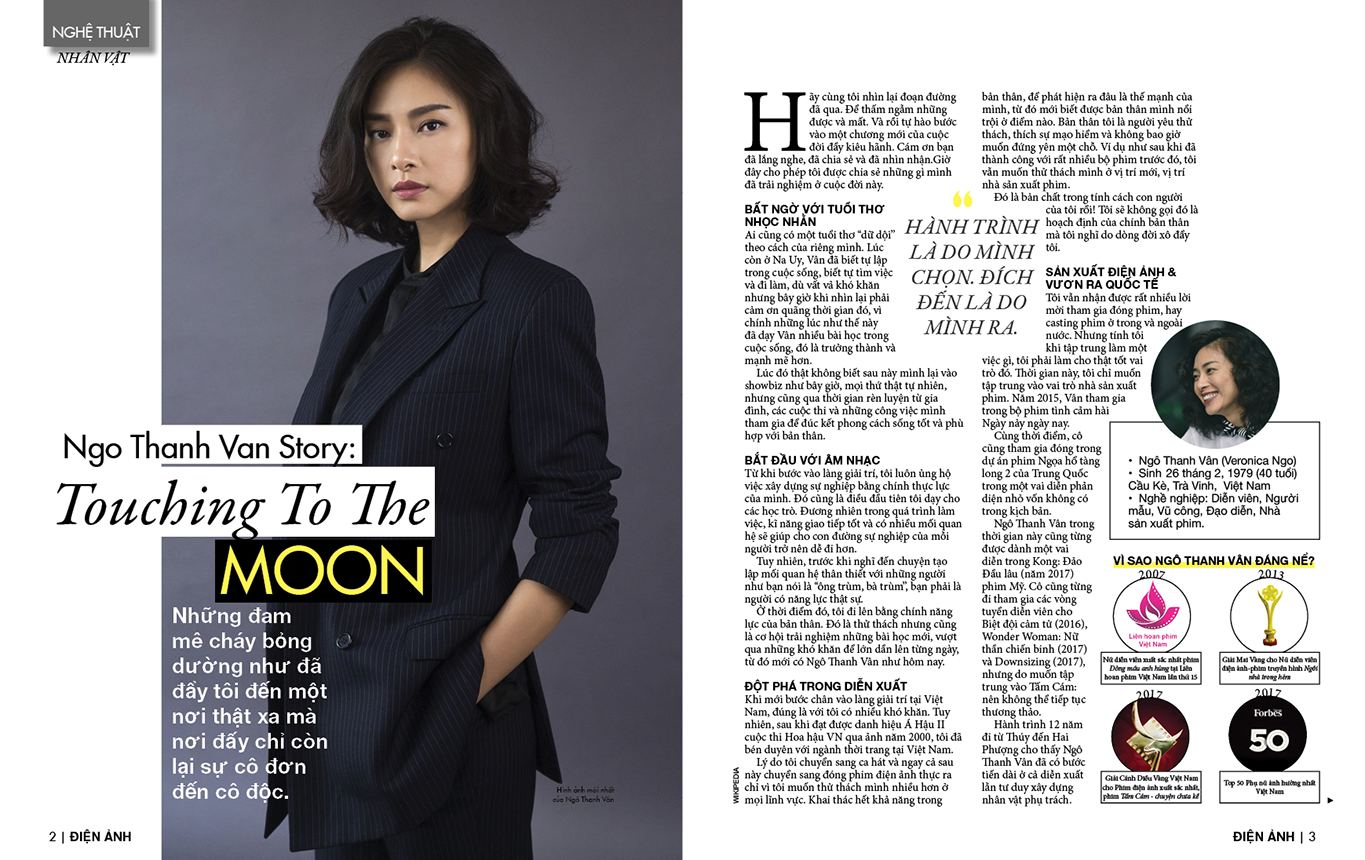 NGHỆ THUẬT
NHÂN VẬT
Ngo Thanh Van Story:
Touching To The
MOON
Những đam
mê cháy bỏng
dường như đã
đẩy tôi đến một
nơi thật xa mà
nơi đấy chỉ còn
lại sự cô đơn
đến cô độc.
Hình ảnh mới nhất
của Ngô Thanh Vân
2 | ĐIỆN ẢNH
Hãy cùng tôi nhìn lại đoạn đường
đã qua. Để thấm ngẫm những
được và mất. Và rồi tự hào bước
vào một chương mới của cuộc
đời đầy kiêu hãnh. Cám ơn bạn
đã lắng nghe, đã chia sẻ và đã nhìn nhận.Giờ
đây cho phép tôi được chia sẻ những gì mình
đã trải nghiệm ở cuộc đời này.
BẤT NGỜ VỚI TUỔI THƠ
NHỌC NHẰN
Ai cũng có một tuổi thơ “dữ dội”
theo cách của riêng mình. Lúc
còn ở Na Uy, Vân đã biết tự lập
trong cuộc sống, biết tự tìm việc
và đi làm, dù vất vả khó khăn
nhưng bây giờ khi nhìn lại phải
cảm ơn quãng thời gian đó, vì
chính những lúc như thế này
đã dạy Vân nhiều bài học trong
cuộc sống, đó là trưởng thành và
mạnh mẽ hơn.
Lúc đó thật không biết sau này mình lại vào
showbiz như bây giờ, mọi thứ thật tự nhiên,
nhưng cũng qua thời gian rèn luyện từ gia
đình, các cuộc thi và những công việc mình
tham gia để đúc kết phong cách sống tốt và phù
hợp với bản thân.
BẮT ĐẦU VỚI ÂM NHẠC
Từ khi bước vào làng giải trí, tôi luôn ủng hộ
việc xây dựng sự nghiệp bằng chính thực lực
của mình. Đó cũng là điều đầu tiên tôi dạy cho
các học trò. Đương nhiên trong quá trình làm
việc, kĩ năng giao tiếp tốt và có nhiều mối quan
hệ sẽ giúp cho con đường sự nghiệp của mỗi
người trở nên dễ đi hơn.
Tuy nhiên, trước khi nghĩ đến chuyện tạo
lập mối quan hệ thân thiết với những người
như bạn nói là “ông trùm, bà trùm”, bạn phải là
người có năng lực thật sự.
Ở thời điểm đó, tôi đi lên bằng chính năng
lực của bản thân. Đó là thử thách nhưng cũng
là cơ hội trải nghiệm những bài học mới, vượt
qua những khó khăn để lớn dần lên từng ngày,
từ đó mới có Ngô Thanh Vân như hôm nay.
ĐỘT PHÁ TRONG DIỄN XUẤT
Khi mới bước chân vào làng giải trí tại Việt
Nam, đúng là với tôi có nhiều khó khăn. Tuy
nhiên, sau khi đạt được danh hiệu Á Hậu II
cuộc thi Hoa hậu VN qua ảnh năm 2000, tôi đã
bén duyên với ngành thời trang tại Việt Nam.
Lý do tôi chuyển sang ca hát và ngay cả sau
này chuyển sang đóng phim điện ảnh thực ra
chỉ vì tôi muốn thử thách mình nhiều hơn ở
mọi lĩnh vực. Khai thác hết khả năng trong
WIKIPEDIA
“
HÀNH TRÌNH
LÀ DO MÌNH
CHỌN. ĐÍCH
ĐẾN LÀ DO
MÌNH RA.
bản thân, để phát hiện ra đâu là thế mạnh của
mình, từ đó mới biết được bản thân mình nổi
trội ở điểm nào. Bản thân tôi là người yêu thử
thách, thích sự mạo hiểm và không bao giờ
muốn đứng yên một chỗ. Ví dụ như sau khi đã
thành công với rất nhiều bộ phim trước đó, tôi
vẫn muốn thử thách mình ở vị trí mới, vị trí
nhà sản xuất phim.
Đó là bản chất trong tính cách con người
của tôi rồi! Tôi sẽ không gọi đó là
hoạch định của chính bản thân
mà tôi nghĩ do dòng đời xô đẩy
tôi.
SẢN XUẤT ĐIỆN ẢNH &
VƯƠN RA QUỐC TẾ
Tôi vẫn nhận được rất nhiều lời
mời tham gia đóng phim, hay
casting phim ở trong và ngoài
nước. Nhưng tính tôi
khi tập trung làm một
việc gì, tôi phải làm cho thật tốt vai
trò đó. Thời gian này, tôi chỉ muốn
tập trung vào vai trò nhà sản xuất
phim. Năm 2015, Vân tham gia
trong bộ phim tình cảm hài
Ngày nảy ngày nay.
Cùng thời điểm, cô
cũng tham gia đóng trong
dự án phim Ngọa hổ tàng
long 2 của Trung Quốc
trong một vai diễn phản
diện nhỏ vốn không có
trong kịch bản.
Ngô Thanh Vân trong
thời gian này cũng từng
được dành một vai
diễn trong Kong: Đảo
Đầu lâu (năm 2017)
phim Mỹ. Cô cũng từng
đi tham gia các vòng
tuyển diễn viên cho
Biệt đội cảm tử (2016),
Wonder Woman: Nữ
thần chiến binh (2017)
và Downsizing (2017),
nhưng do muốn tập
trung vào Tấm Cám:
nên không thể tiếp tục
thương thảo.
Hành trình 12 năm
đi từ Thúy đến Hai
Phượng cho thấy Ngô
Thanh Vân đã có bước
tiến dài ở cả diễn xuất
lẫn tư duy xây dựng
nhân vật phụ trách.
• Ngô Thanh Vân (Veronica Ngo)
• Sinh 26 tháng 2, 1979 (40 tuổi)
Cầu Kè, Trà Vinh, Việt Nam
• Nghề nghiệp: Diễn viên, Người
mẫu, Vũ công, Đạo diễn, Nhà
sản xuất phim.
VÌ SAO NGÔ THANH VÂN ĐÁNG NỂ?
2007
Liên hoan phim
Việt Nam
Nữ diễn viên xuất sắc nhất phim
Dòng máu anh hùng tại Liên
hoan phim Việt Nam lần thứ 15
2013
Giải Mai Vàng cho Nữ diễn viên
điện ảnh-phim truyền hình Ngôi
nhà trong hẻm
2017
Giải Cánh Diều Vàng Việt Nam
cho Phim điện ảnh xuất sắc nhất,
phim Tấm Cám - chuyện chưa kể
2017
Forbes
50
Top 50 Phụ nữ ảnh hưởng nhất
Việt Nam
ĐIỆN ẢNH | 3